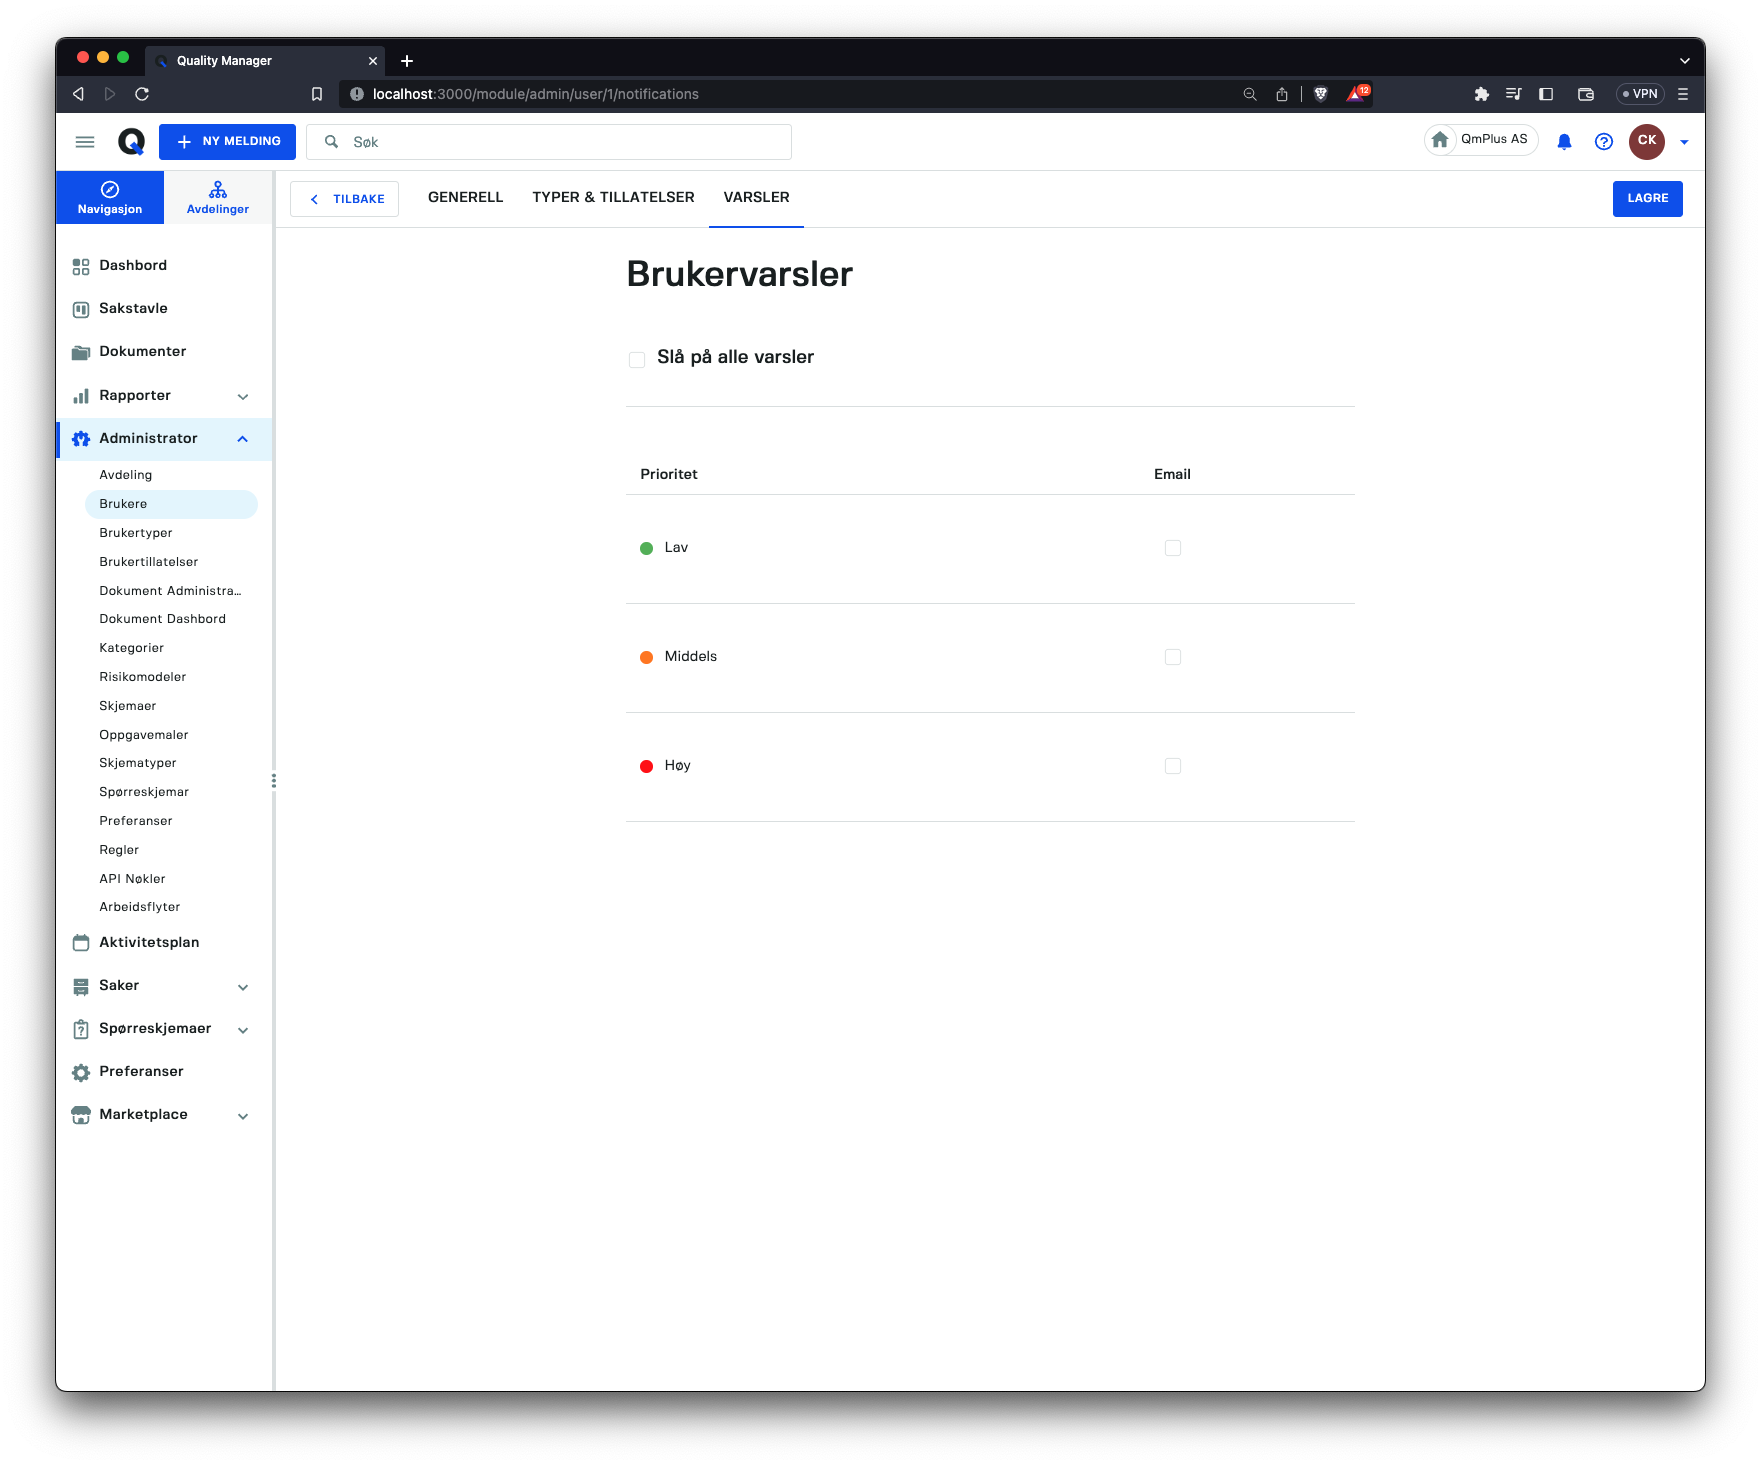 Quality Manager
localhost:3000/module/admin/user/1/notifications
12
VPN
NY MELDING
Søk
QmPlus AS
CK
Navigasjon
Avdelinger
TILBAKE
GENERELL
TYPER & TILLATELSER
VARSLER
LAGRE
Dashbord
Sakstavle
Dokumenter
Rapporter
Administrator
Avdeling
Brukere
Brukertyper
Brukertillatelser
Dokument Administra...
Dokument Dashbord
Kategorier
Risikomodeler
Skjemaer
Oppgavemaler
Skjematyper
Spørreskjemar
Preferanser
Regler
API Nøkler
Arbeidsflyter
Aktivitetsplan
Saker
Spørreskjemaer
Preferanser
Marketplace
Brukervarsler
Slå på alle varsler
Prioritet
Email
Lav
Middels
Høy